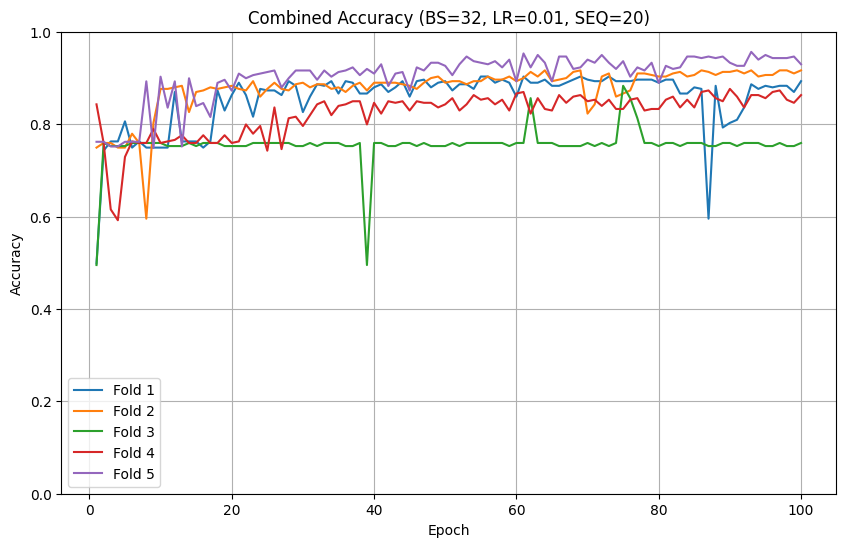 Combined Accuracy (BS=32, LR=0.01, SEQ=20)
1.0
0.8
0.6
0.4
0.2
0.0
Accuracy
Fold 1
Fold 2
Fold 3
Fold 4
Fold 5
0 20 40 60 80 100
Epoch